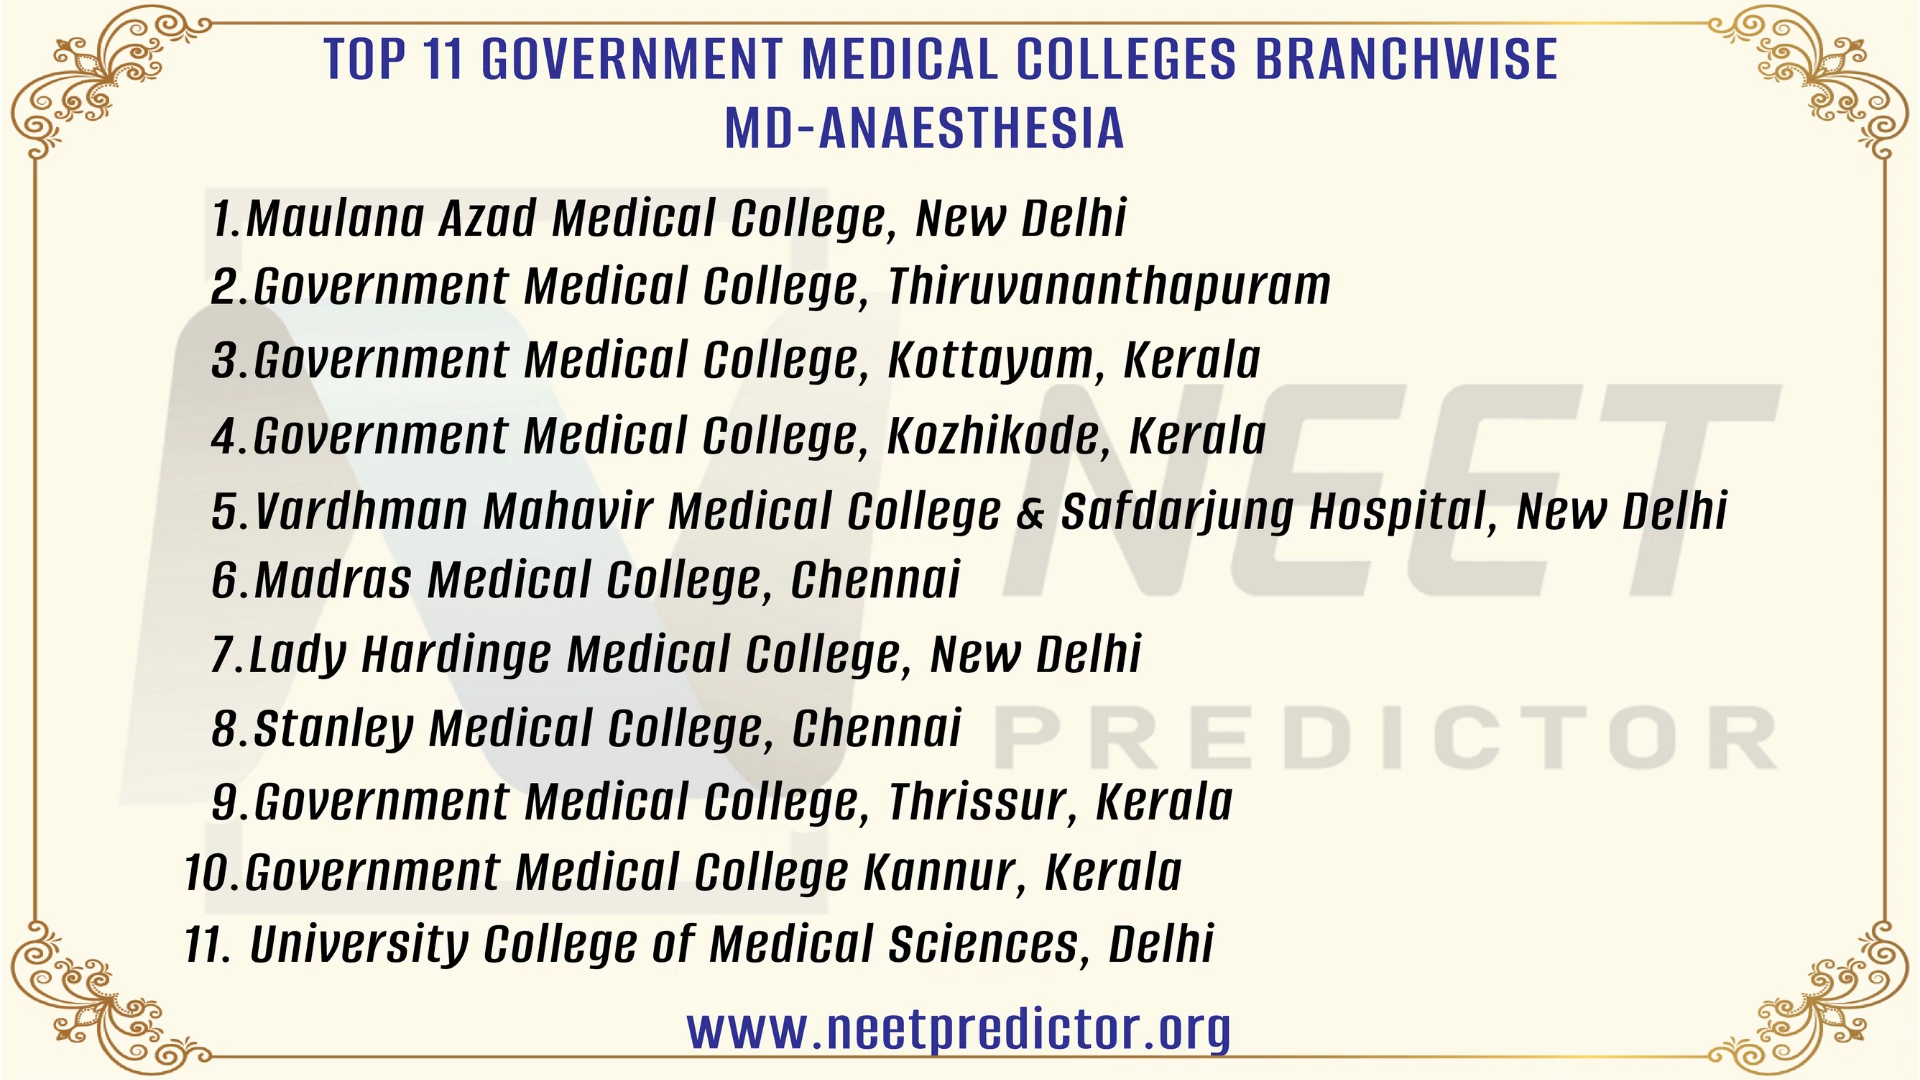 TOP 11 GOVERNMENT MEDICAL COLLEGES BRANCHWISE
MD-ANAESTHESIA
1.Maulana Azad Medical College, New Delhi
2.Government Medical College, Thiruvananthapuram
3.Government Medical College, Kottayam, Kerala
4.Government Medical College, Kozhikode, Kerala
5.Vardhman Mahavir Medical College & Safdarjung Hospital, New Delhi
6.Madras Medical College, Chennai
7.Lady Hardinge Medical College, New Delhi
8.Stanley Medical College, Chennai
9.Government Medical College, Thrissur, Kerala
10.Government Medical College Kannur, Kerala
11. University College of Medical Sciences, Delhi
www.neetpredictor.org
NEET
PREDICTOR